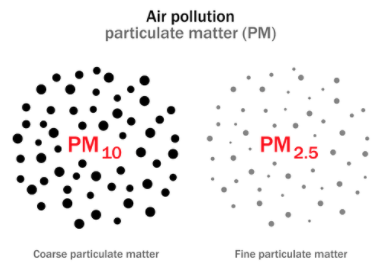 Air pollution
particulate matter (PM)
PM10
PM2.5
Coarse particulate matter
Fine particulate matter